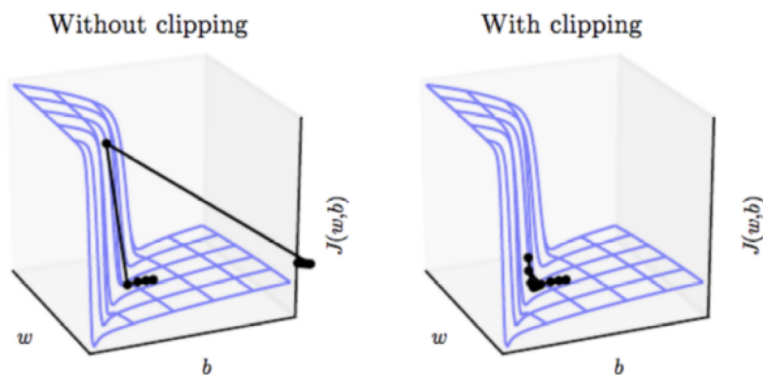 Without clipping
With clipping
J(w,b)
w
b
J(w,b)
w
b